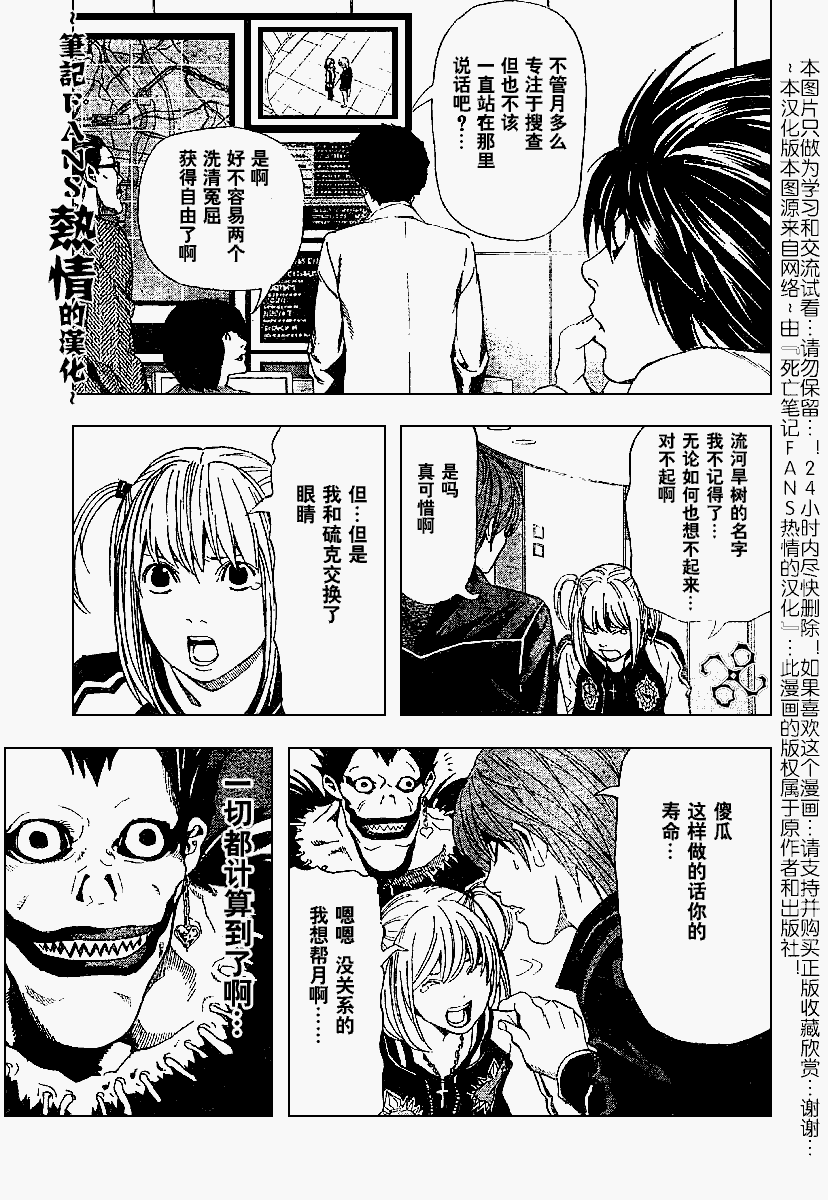 本图片只做为学习和交流试看…请勿保留…！24小时内尽快删除！如果喜欢这个漫画…请支持并购买正版收藏欣赏…谢谢…
~本汉化版本图源来自网络~由『死亡笔记FANS热情的汉化』…此漫画的版权属于原作者和出版社！
不管月多么
专注于搜查
但也不该
一直站在那里
说话吧？…
是啊
好不容易两个
洗清冤屈
获得自由了啊
~筆記FANS熱情的漢化~
流河旱树的名字
我不记得了…
无论如何也想不起来…
对不起啊
是吗
真可惜啊
但…但是
我和硫克交换了
眼睛
傻瓜
这样做的话你的
寿命…
嗯嗯 没关系的
我想帮月啊……
一切都计算到了啊…